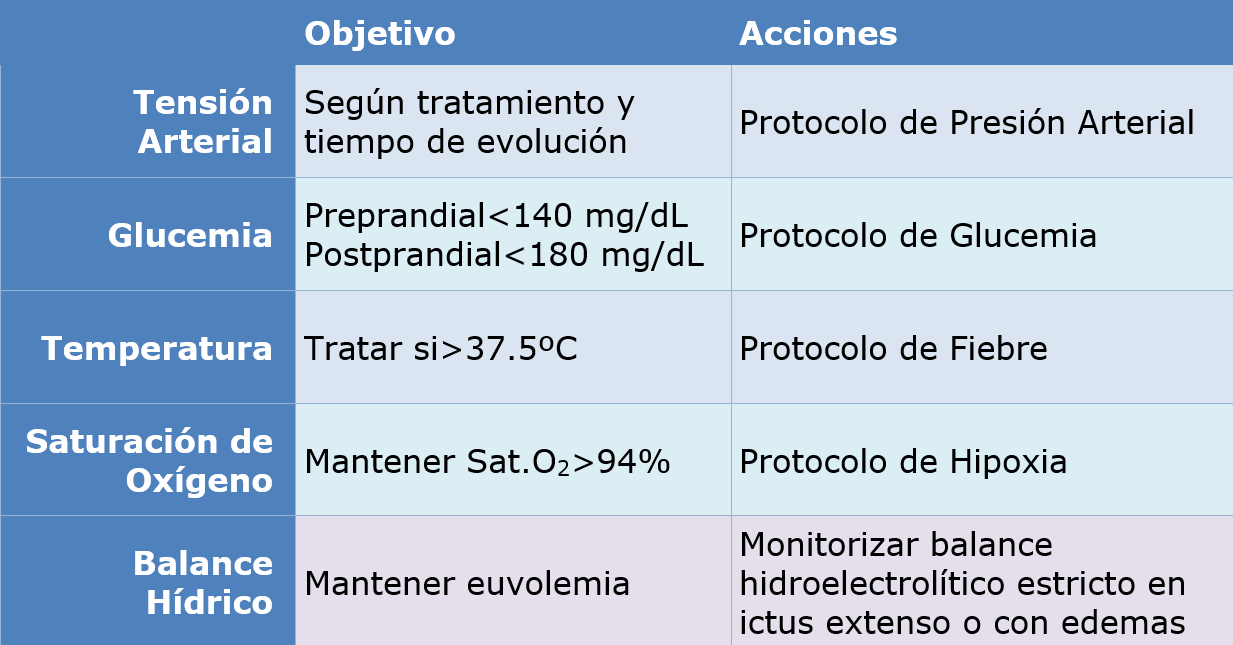 Objetivo
Acciones
Tensión
Arterial
Según tratamiento y
tiempo de evolución
Protocolo de Presión Arterial
Glucemia
Preprandial<140 mg/dL
Postprandial<180 mg/dL
Protocolo de Glucemia
Temperatura
Tratar si>37.5ºC
Protocolo de Fiebre
Saturación de
Oxígeno
Mantener Sat.O₂>94%
Protocolo de Hipoxia
Balance
Hídrico
Mantener euvolemia
Monitorizar balance
hidroelectrolítico estricto en
ictus extenso o con edemas